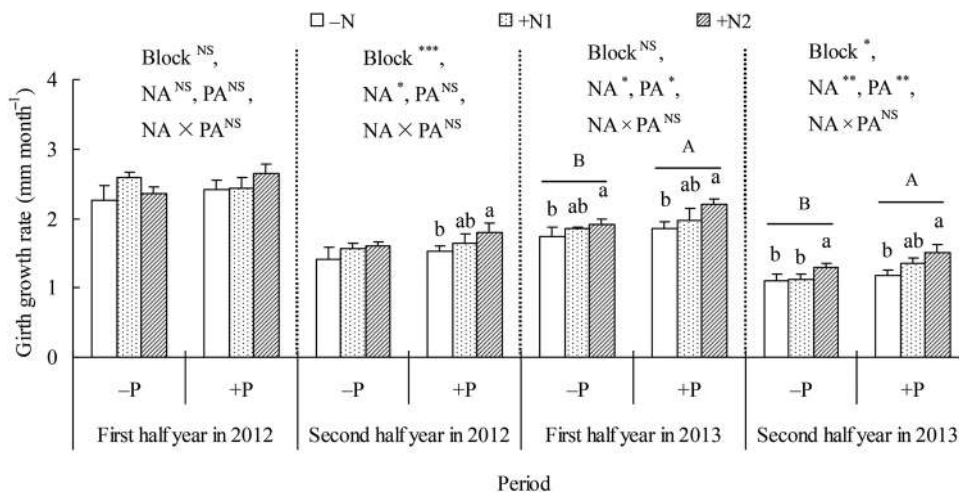 –N +N1 +N2
Block NS,
NA NS, PA NS,
NA × PA NS
Block ***,
NA *, PA NS,
NA × PA NS
Block NS,
NA *, PA *,
NA × PA NS
Block *,
NA **, PA **,
NA × PA NS
Girth growth rate (mm month⁻¹)
4
3
2
1
0
b ab a
B
b ab a
A
b ab a
B
b b a
A
b ab a
–P +P –P +P –P +P –P +P
First half year in 2012 Second half year in 2012 First half year in 2013 Second half year in 2013
Period